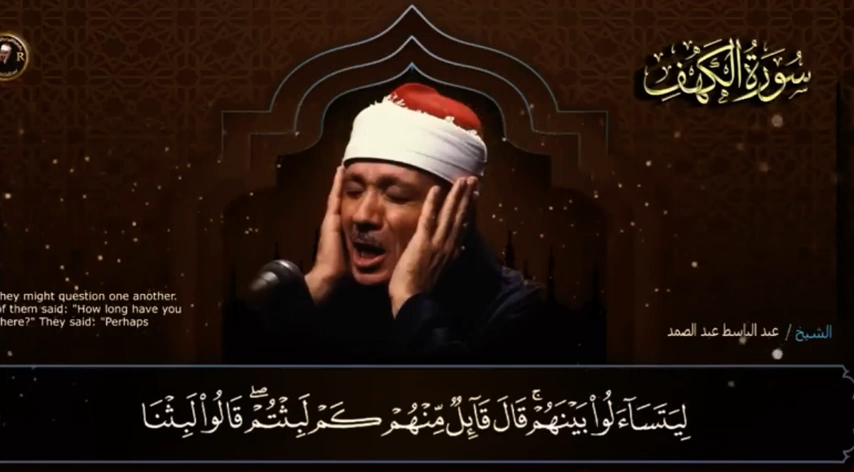 سُورَةُ الكَهْفِ
R
hey might question one another.
of them said: "How long have you
here?" They said: "Perhaps
الشيخ / عبد الباسط عبد الصمد
لِيَتَسَآءَلُوا۟ بَيْنَهُمْ ۚ قَالَ قَآئِلٌ مِّنْهُمْ كَمْ لَبِثْتُمْ ۖ قَالُوا۟ لَبِثْنَا